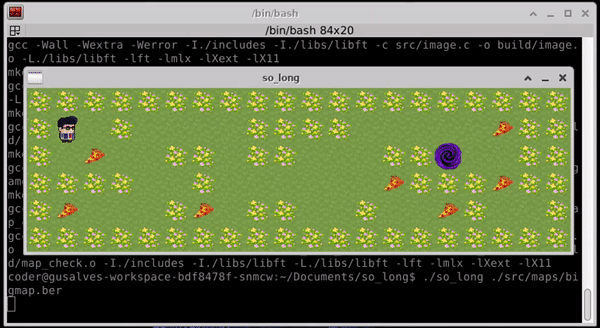 /bin/bash
/bin/bash 84x20
gcc -Wall -Wextra -Werror -I./includes -I./libs/libft -c src/image.c -o build/image.
o -L./libs/libft -lft -lmlx -lXext -lX11
so_long
d/map_check.o -I./includes -I./libs/libft -L./libs/libft -lft -lmlx -lXext -lX11
coder@gusalves-workspace-bdf8478f-snmcw:~/Documents/so_long$ ./so_long ./src/maps/bi
gmap.ber